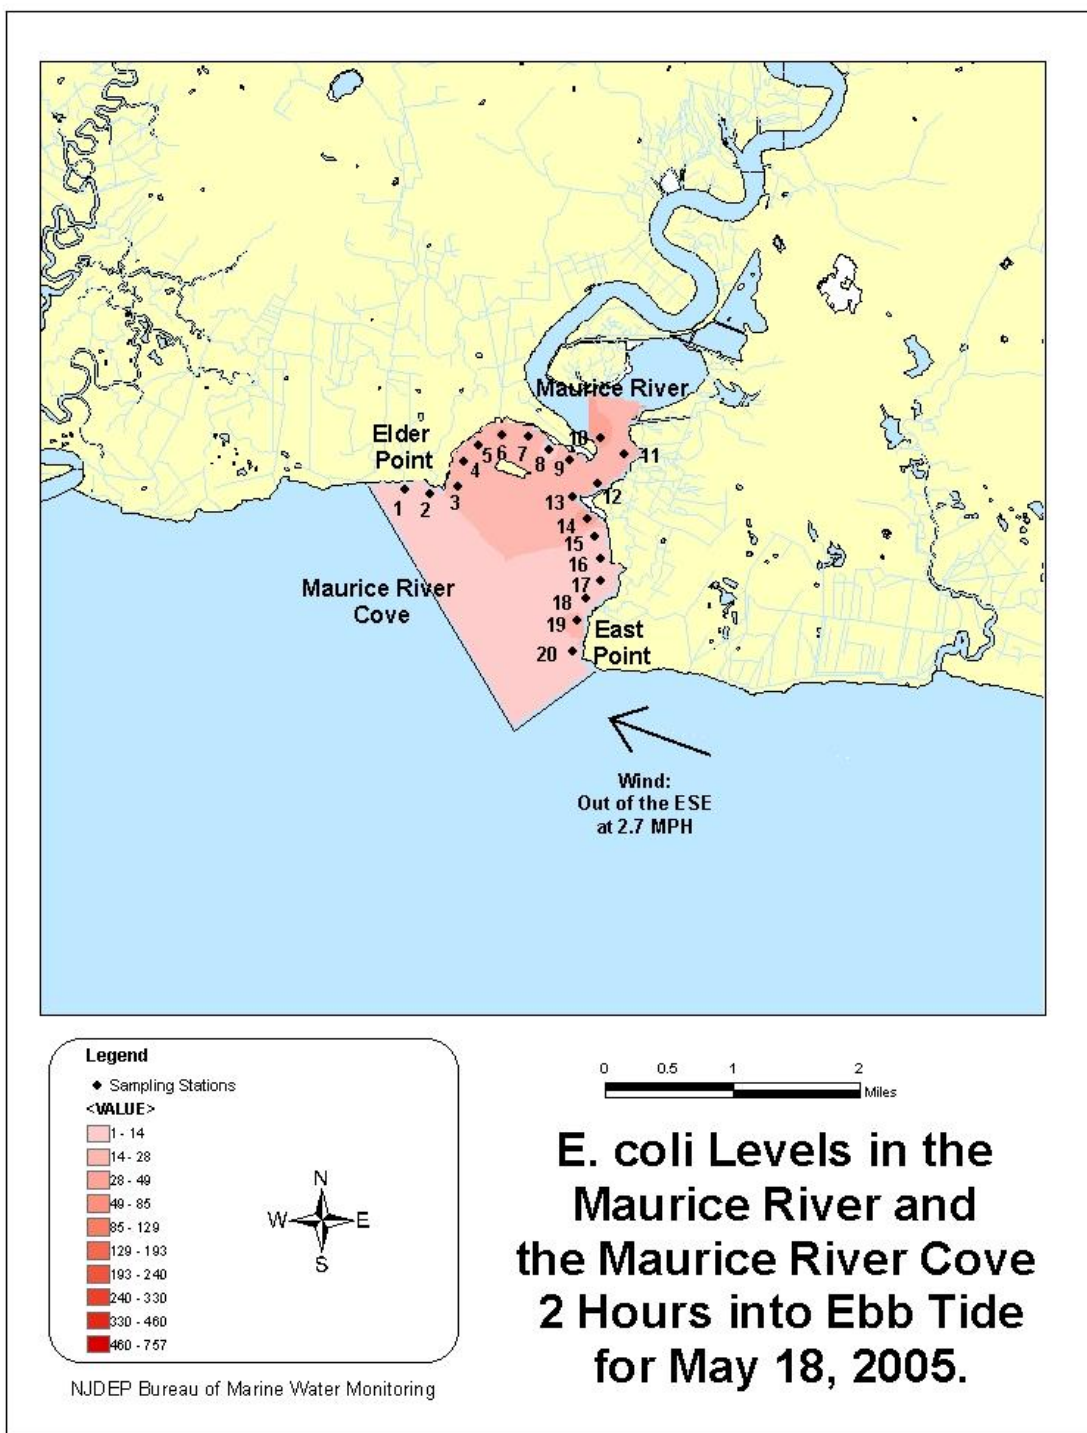 Maurice River
Elder
Point
1
2
3
4
5
6
7
8
9
10
11
12
13
14
15
16
17
18
19
20
Maurice River
Cove
East
Point
Wind:
Out of the ESE
at 2.7 MPH
Legend
Sampling Stations
<VALUE>
1 - 14
14 - 28
28 - 49
49 - 85
85 - 129
129 - 193
193 - 240
240 - 330
330 - 460
460 - 757
N
W E
S
0 0.5 1 2
Miles
E. coli Levels in the
Maurice River and
the Maurice River Cove
2 Hours into Ebb Tide
for May 18, 2005.
NJDEP Bureau of Marine Water Monitoring